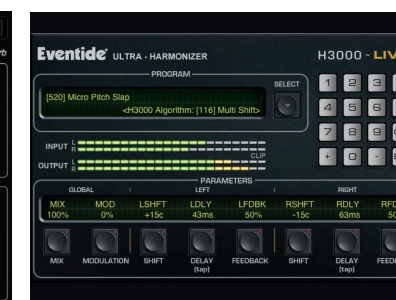 rb
Eventide® ULTRA - HARMONIZER
H3000 - LIV
PROGRAM
SELECT
[520] Micro Pitch Slap
<H3000 Algorithm: [116] Multi Shift>
1 2 3
4 5 6
7 8 9
+ 0 -
INPUT L R
CLIP
OUTPUT L R
PARAMETERS
GLOBAL LEFT RIGHT
MIX MOD LSHFT LDLY LFDBK RSHFT RDLY RFD
100% 0% +15c 43ms 50% -15c 63ms 50
MIX MODULATION SHIFT DELAY FEEDBACK SHIFT DELAY FEED
[tap] [tap]